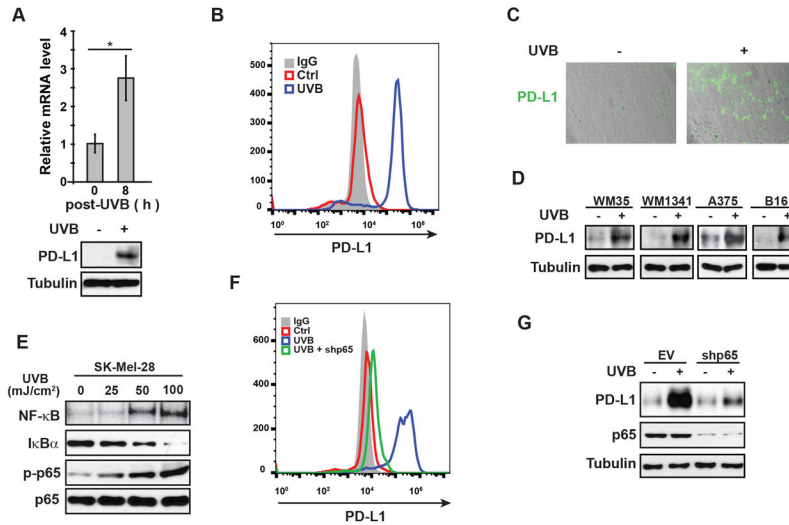 A
Relative mRNA level
*
4
3
2
1
0
0 8
post-UVB ( h )
UVB - +
PD-L1
Tubulin
B
IgG
Ctrl
UVB
500
400
300
200
100
0
10⁰ 10² 10⁴ 10⁶
PD-L1
C
UVB - +
PD-L1
D
WM35 WM1341 A375 B16
UVB - + - + - + - +
PD-L1
Tubulin
E
SK-Mel-28
UVB
(mJ/cm²) 0 25 50 100
NF-κB
IκBα
p-p65
p65
F
IgG
Ctrl
UVB
UVB + shp65
600
400
200
0
10⁰ 10² 10⁴ 10⁶
PD-L1
G
EV shp65
UVB - + - +
PD-L1
p65
Tubulin